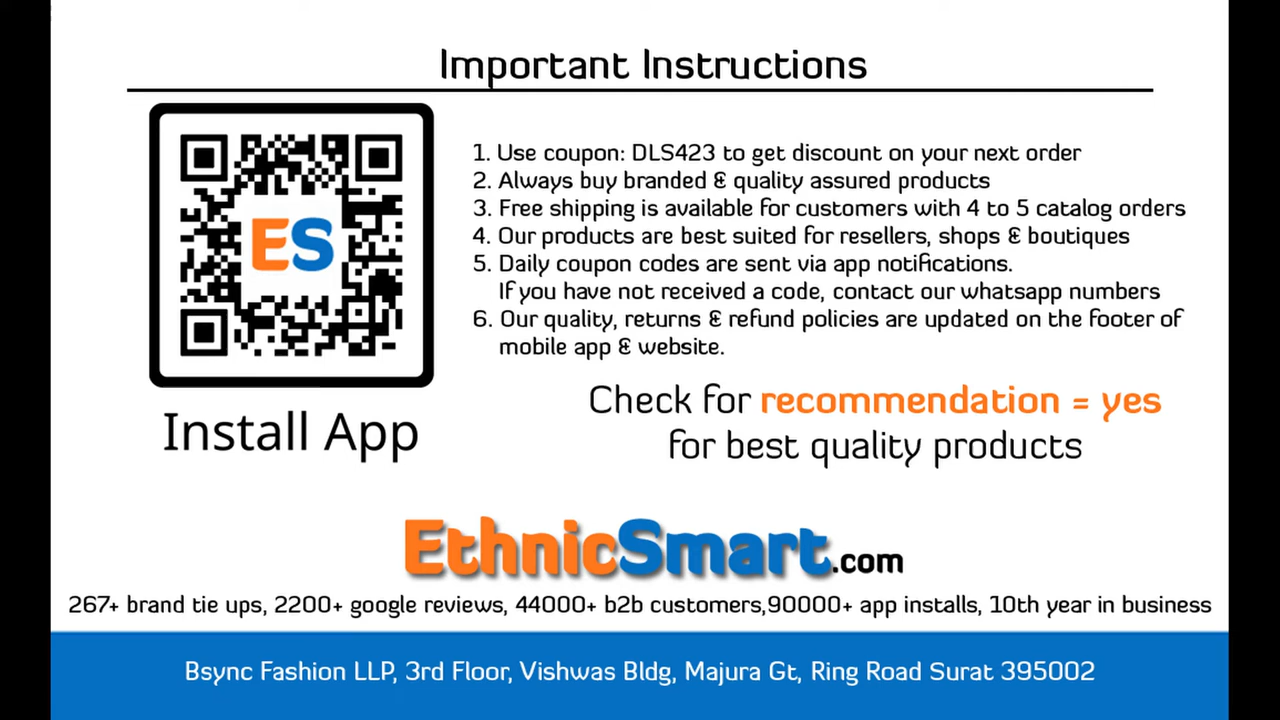 Important Instructions
1. Use coupon: DLS423 to get discount on your next order
2. Always buy branded & quality assured products
3. Free shipping is available for customers with 4 to 5 catalog orders
4. Our products are best suited for resellers, shops & boutiques
5. Daily coupon codes are sent via app notifications.
If you have not received a code, contact our whatsapp numbers
6. Our quality, returns & refund policies are updated on the footer of
mobile app & website.
ES
Install App
Check for recommendation = yes
for best quality products
EthnicSmart.com
267+ brand tie ups, 2200+ google reviews, 44000+ b2b customers,90000+ app installs, 10th year in business
Bsync Fashion LLP, 3rd Floor, Vishwas Bldg, Majura Gt, Ring Road Surat 395002